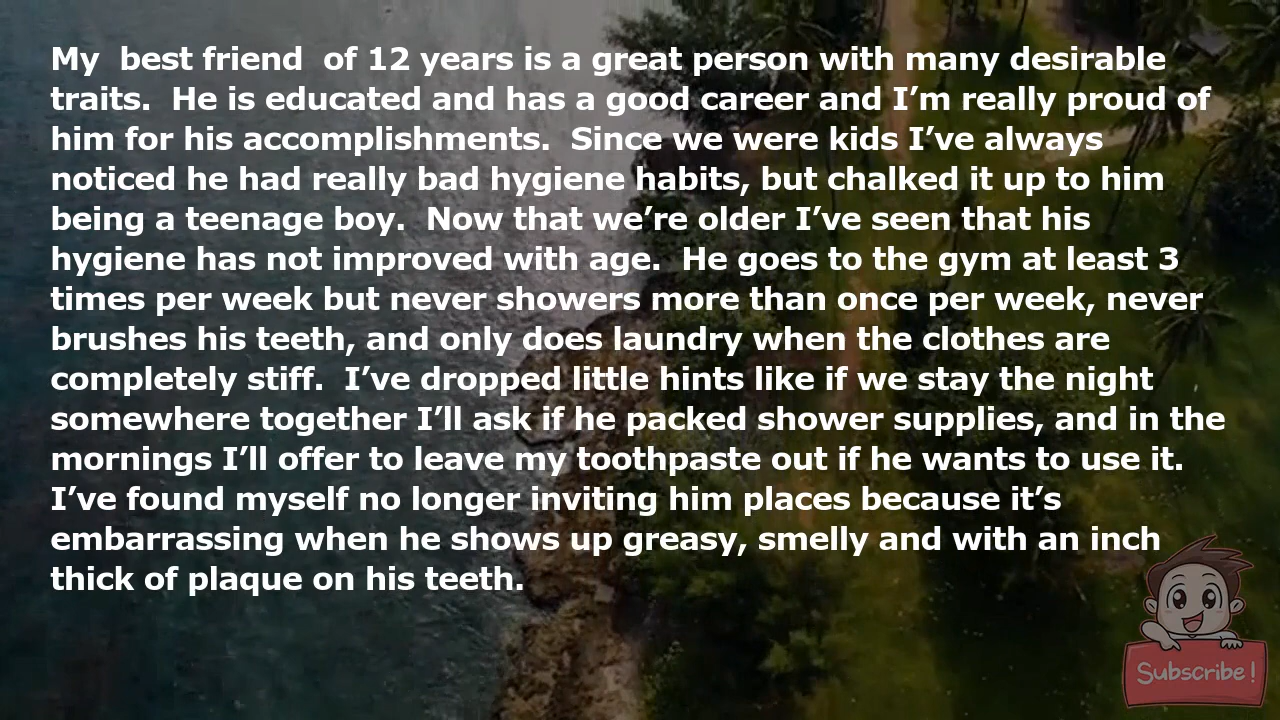 My best friend of 12 years is a great person with many desirable
traits. He is educated and has a good career and I’m really proud of
him for his accomplishments. Since we were kids I’ve always
noticed he had really bad hygiene habits, but chalked it up to him
being a teenage boy. Now that we’re older I’ve seen that his
hygiene has not improved with age. He goes to the gym at least 3
times per week but never showers more than once per week, never
brushes his teeth, and only does laundry when the clothes are
completely stiff. I’ve dropped little hints like if we stay the night
somewhere together I’ll ask if he packed shower supplies, and in the
mornings I’ll offer to leave my toothpaste out if he wants to use it.
I’ve found myself no longer inviting him places because it’s
embarrassing when he shows up greasy, smelly and with an inch
thick of plaque on his teeth.
Subscribe!